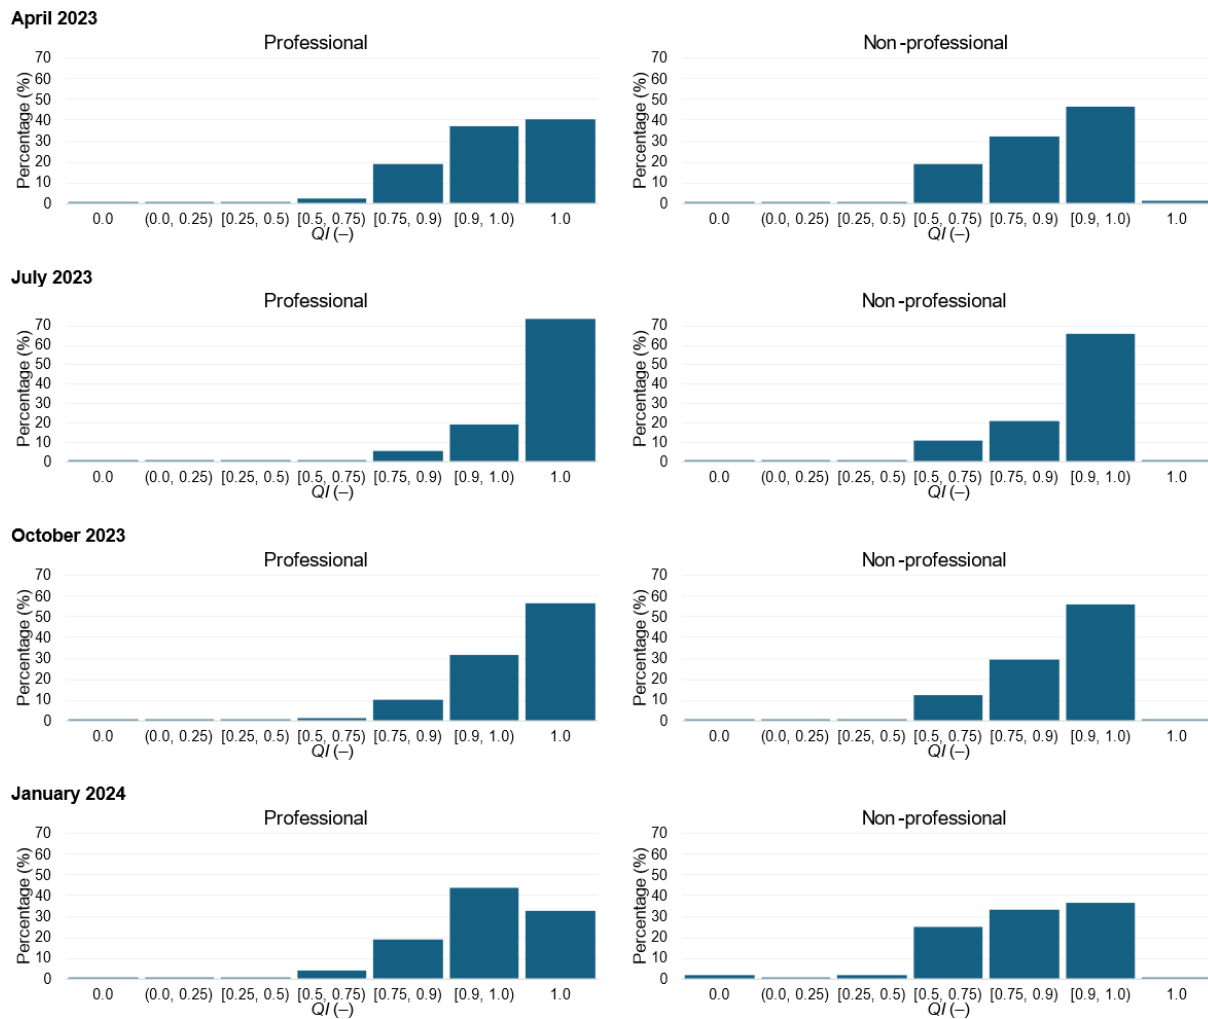 April 2023
Professional
Non-professional
Percentage (%)
70
60
50
40
30
20
10
0
0.0 (0.0, 0.25) [0.25, 0.5) [0.5, 0.75) [0.75, 0.9) [0.9, 1.0) 1.0
QI (–)
Percentage (%)
70
60
50
40
30
20
10
0
0.0 (0.0, 0.25) [0.25, 0.5) [0.5, 0.75) [0.75, 0.9) [0.9, 1.0) 1.0
QI (–)
July 2023
Professional
Non-professional
Percentage (%)
70
60
50
40
30
20
10
0
0.0 (0.0, 0.25) [0.25, 0.5) [0.5, 0.75) [0.75, 0.9) [0.9, 1.0) 1.0
QI (–)
Percentage (%)
70
60
50
40
30
20
10
0
0.0 (0.0, 0.25) [0.25, 0.5) [0.5, 0.75) [0.75, 0.9) [0.9, 1.0) 1.0
QI (–)
October 2023
Professional
Non-professional
Percentage (%)
70
60
50
40
30
20
10
0
0.0 (0.0, 0.25) [0.25, 0.5) [0.5, 0.75) [0.75, 0.9) [0.9, 1.0) 1.0
QI (–)
Percentage (%)
70
60
50
40
30
20
10
0
0.0 (0.0, 0.25) [0.25, 0.5) [0.5, 0.75) [0.75, 0.9) [0.9, 1.0) 1.0
QI (–)
January 2024
Professional
Non-professional
Percentage (%)
70
60
50
40
30
20
10
0
0.0 (0.0, 0.25) [0.25, 0.5) [0.5, 0.75) [0.75, 0.9) [0.9, 1.0) 1.0
QI (–)
Percentage (%)
70
60
50
40
30
20
10
0
0.0 (0.0, 0.25) [0.25, 0.5) [0.5, 0.75) [0.75, 0.9) [0.9, 1.0) 1.0
QI (–)